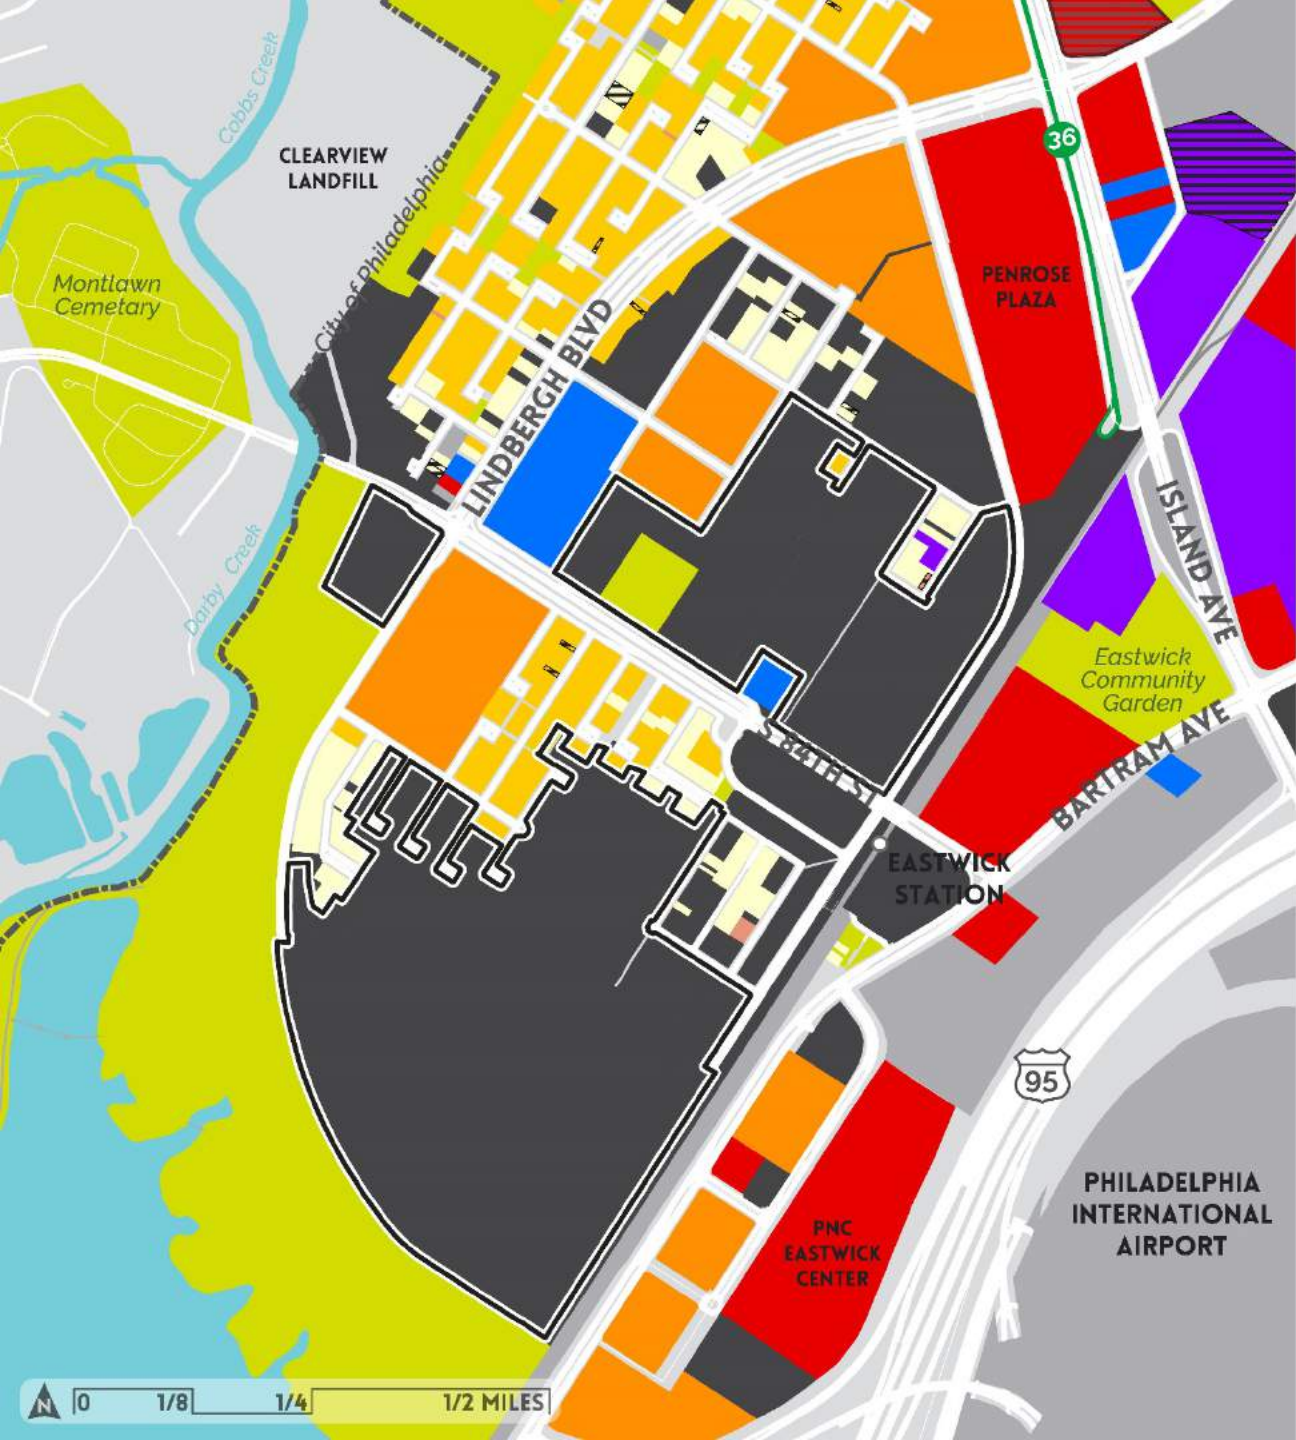 Cobbs Creek
CLEARVIEW
LANDFILL
City of Philadelphia
36
Montlawn
Cemetary
PENROSE
PLAZA
LINDBERGH BLVD
ISLAND AVE
Darby Creek
Eastwick
Community
Garden
S 84TH ST
BARTRAM AVE
EASTWICK
STATION
95
PHILADELPHIA
INTERNATIONAL
AIRPORT
PNC
EASTWICK
CENTER
N 0 1/8 1/4 1/2 MILES